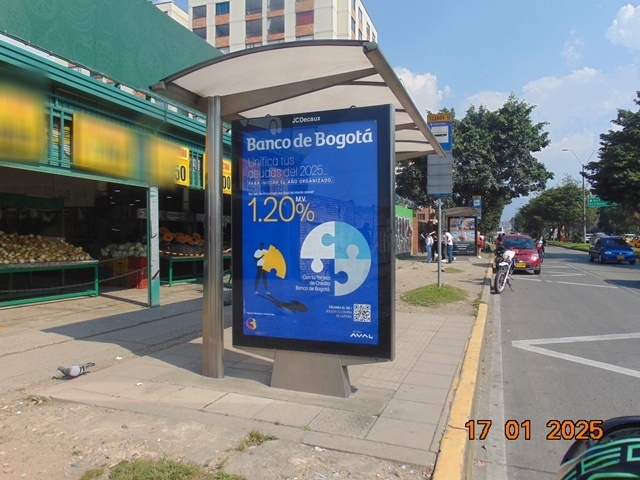 JCDecaux
Banco de Bogotá
Unifica tus
deudas del 2025.
PARA INICIAR EL AÑO ORGANIZADO
1.20%
M.V.
Con tu Tarjeta
de Crédito
Banco de Bogotá.
AVAL
17 01 2025